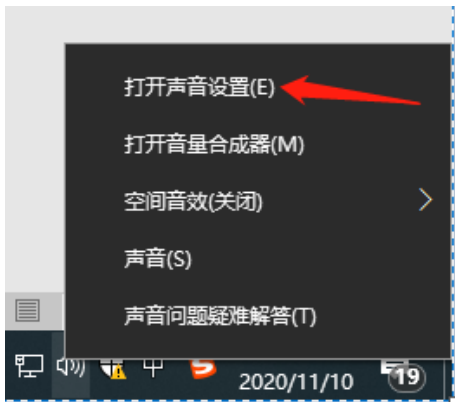 打开声音设置(E)
打开音量合成器(M)
空间音效(关闭)
声音(S)
声音问题疑难解答(T)
中
2020/11/10
19